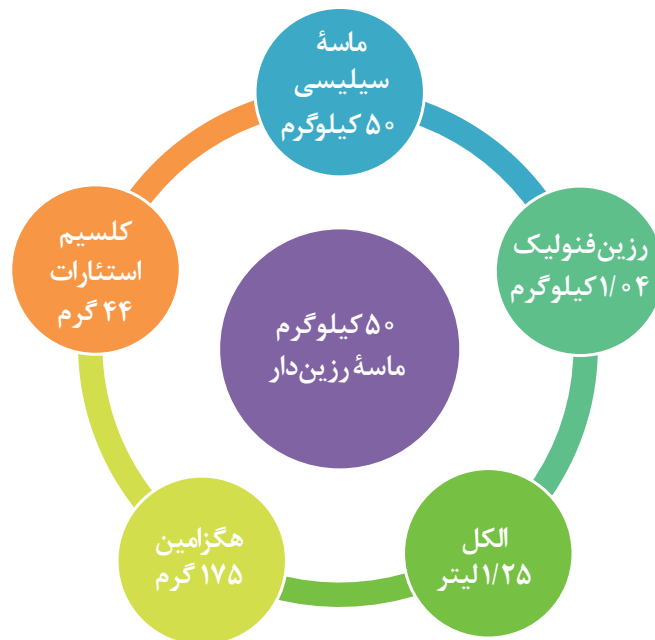 ماسهٔ
سیلیسی
۵۰ کیلوگرم
رزین فنولیک
۱/۰۴ کیلوگرم
الکل
۱/۲۵ لیتر
هگزامین
۱۷۵ گرم
کلسیم
استئارات
۴۴ گرم
۵۰ کیلوگرم
ماسهٔ رزین‌دار